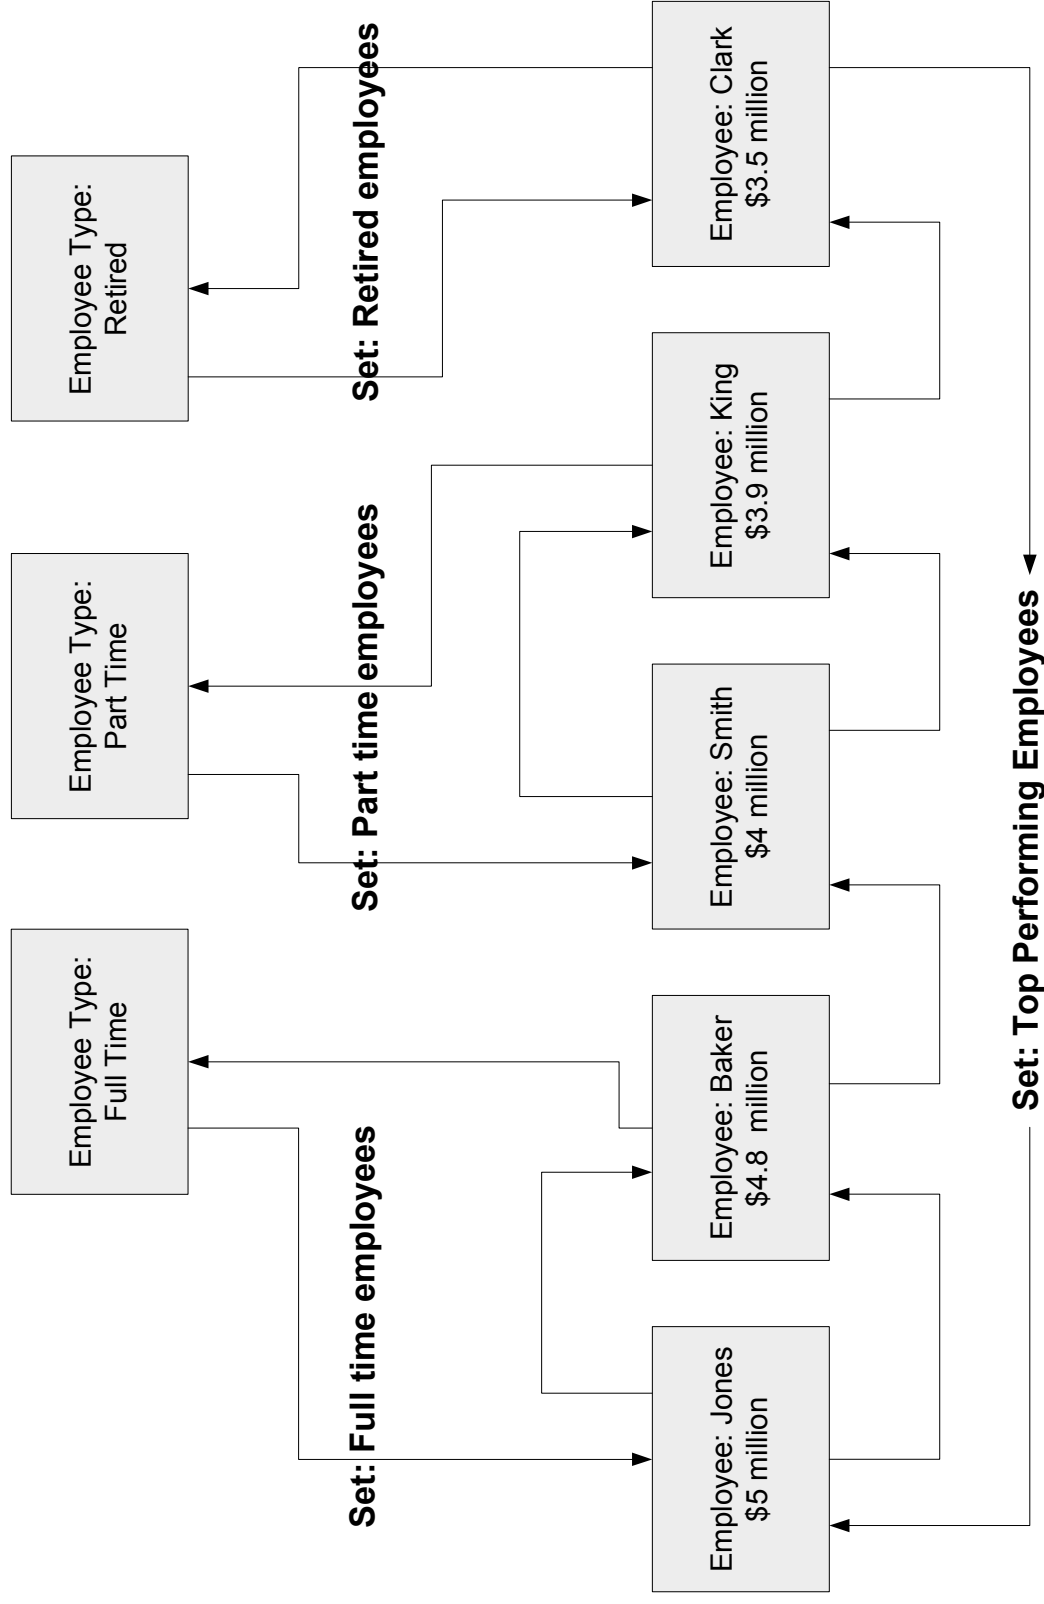 Employee Type:
Full Time
Employee Type:
Part Time
Employee Type:
Retired
Set: Full time employees
Set: Part time employees
Set: Retired employees
Employee: Jones
$5 million
Employee: Baker
$4.8  million
Employee: Smith
$4 million
Employee: King
$3.9 million
Employee: Clark
$3.5 million
Set: Top Performing Employees